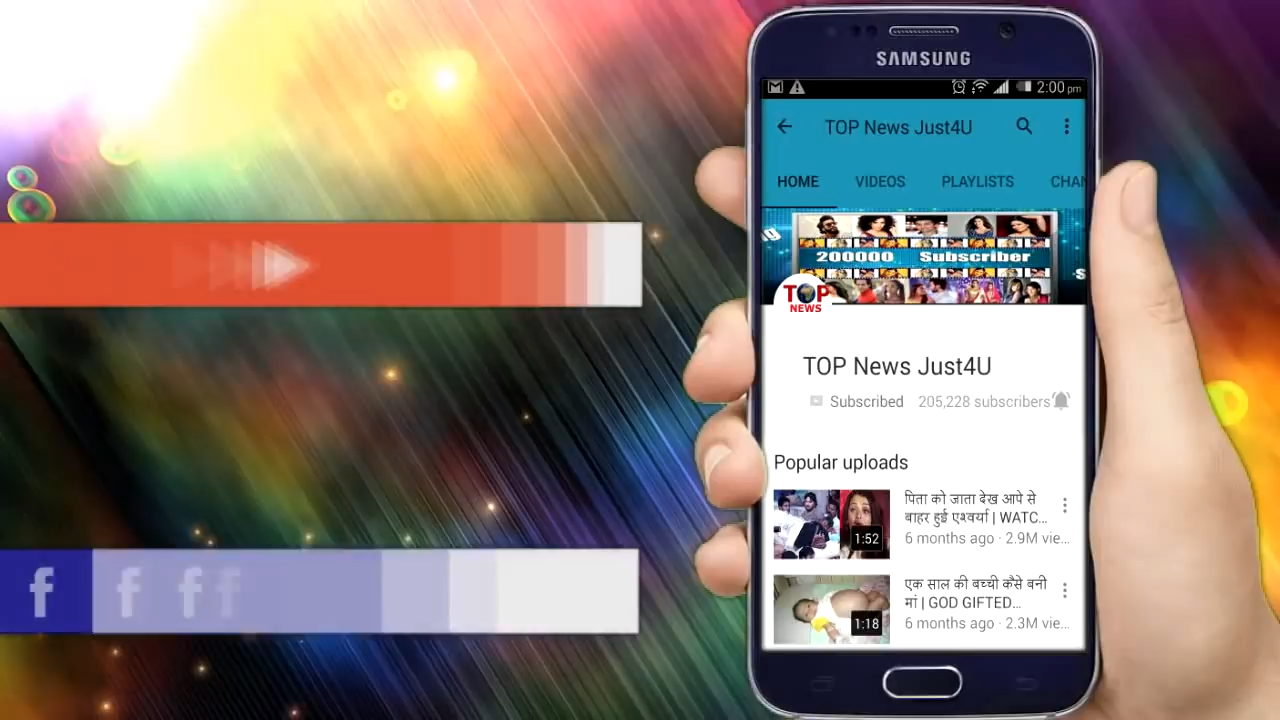 SAMSUNG
2:00 pm
TOP News Just4U
HOME VIDEOS PLAYLISTS CHAN
200000 Subscriber
TOP
NEWS
TOP News Just4U
Subscribed 205,228 subscribers
Popular uploads
पिता को जाता देख आपे से
बाहर हुई एश्वर्या | WATC...
1:52
6 months ago · 2.9M vie...
एक साल की बच्ची कैसे बनी
मां | GOD GIFTED...
1:18
6 months ago · 2.3M vie...
f f f f